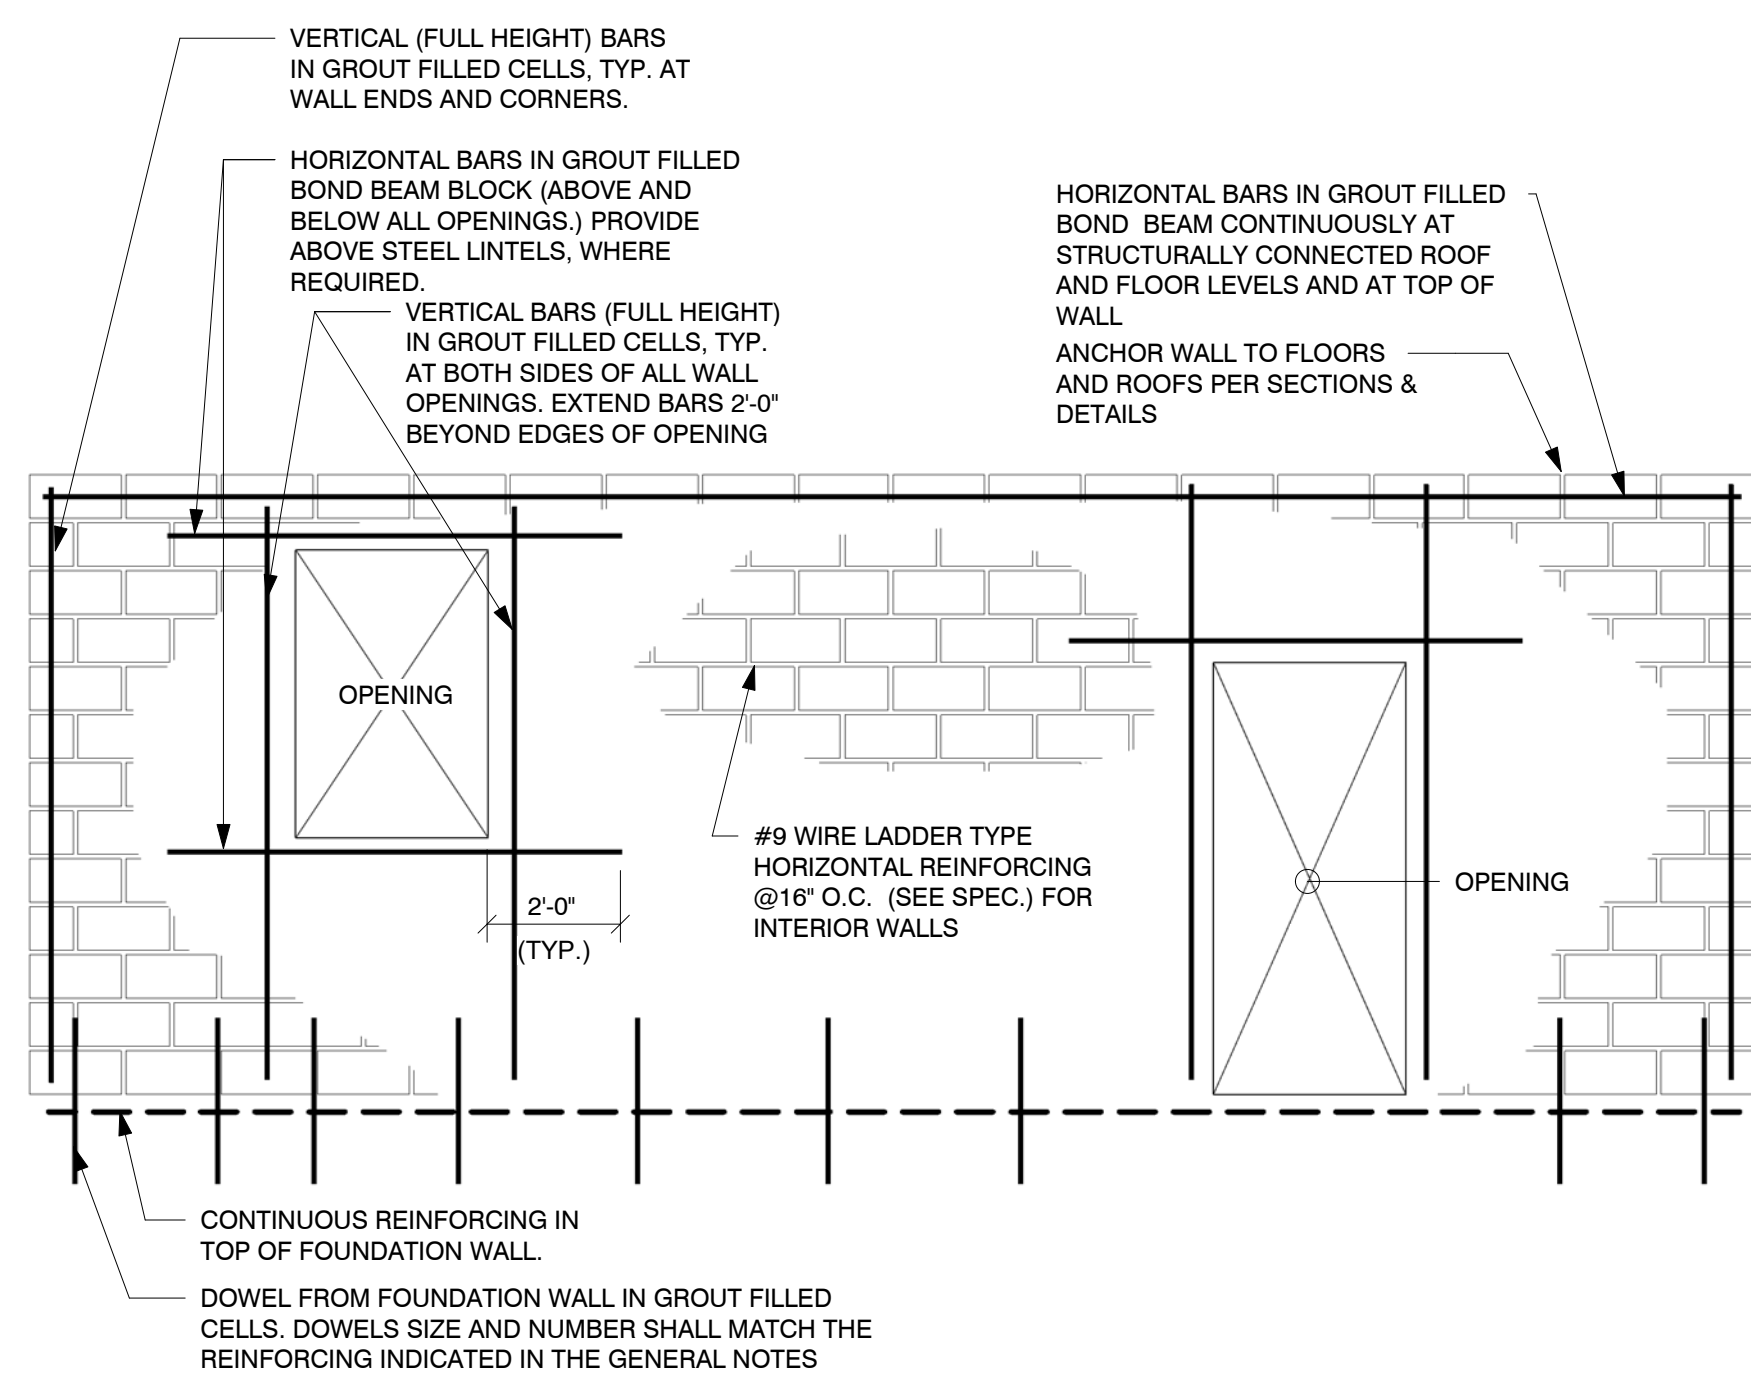 VERTICAL (FULL HEIGHT) BARS
IN GROUT FILLED CELLS, TYP. AT
WALL ENDS AND CORNERS.
HORIZONTAL BARS IN GROUT FILLED
BOND BEAM BLOCK (ABOVE AND
BELOW ALL OPENINGS.) PROVIDE
ABOVE STEEL LINTELS, WHERE
REQUIRED.
VERTICAL BARS (FULL HEIGHT)
IN GROUT FILLED CELLS, TYP.
AT BOTH SIDES OF ALL WALL
OPENINGS. EXTEND BARS 2'-0"
BEYOND EDGES OF OPENING
HORIZONTAL BARS IN GROUT FILLED
BOND  BEAM CONTINUOUSLY AT
STRUCTURALLY CONNECTED ROOF
AND FLOOR LEVELS AND AT TOP OF
WALL
ANCHOR WALL TO FLOORS
AND ROOFS PER SECTIONS &
DETAILS
OPENING
#9 WIRE LADDER TYPE
HORIZONTAL REINFORCING
@16" O.C.  (SEE SPEC.) FOR
INTERIOR WALLS
OPENING
2'-0"
(TYP.)
CONTINUOUS REINFORCING IN
TOP OF FOUNDATION WALL.
DOWEL FROM FOUNDATION WALL IN GROUT FILLED
CELLS. DOWELS SIZE AND NUMBER SHALL MATCH THE
REINFORCING INDICATED IN THE GENERAL NOTES